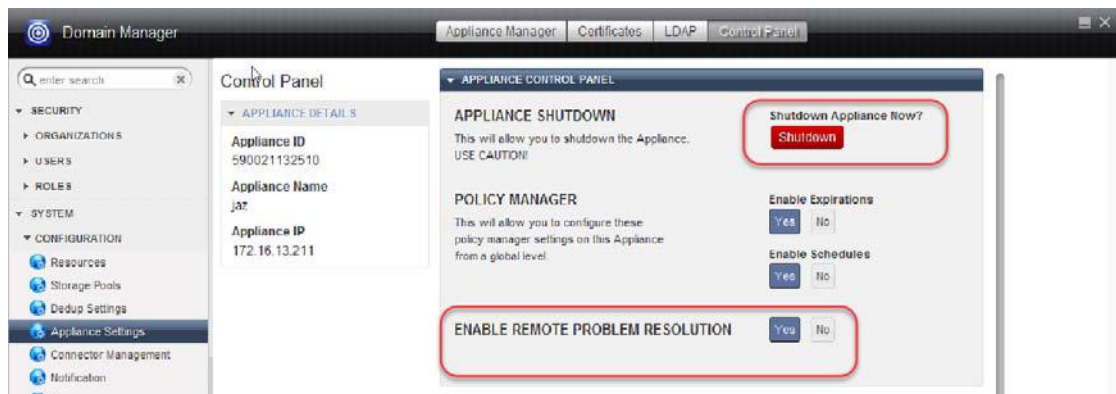 Domain Manager
Appliance Manager
Certificates
LDAP
Control Panel
enter search
SECURITY
ORGANIZATIONS
USERS
ROLES
SYSTEM
CONFIGURATION
Resources
Storage Pools
Dedup Settings
Appliance Settings
Connector Management
Notification
Control Panel
APPLIANCE DETAILS
Appliance ID
590021132510
Appliance Name
jaz
Appliance IP
172.16.13.211
APPLIANCE CONTROL PANEL
APPLIANCE SHUTDOWN
This will allow you to shutdown the Appliance.
USE CAUTION!
Shutdown Appliance Now?
Shutdown
POLICY MANAGER
This will allow you to configure these
policy manager settings on this Appliance
from a global level.
Enable Expirations
Yes No
Enable Schedules
Yes No
ENABLE REMOTE PROBLEM RESOLUTION
Yes No